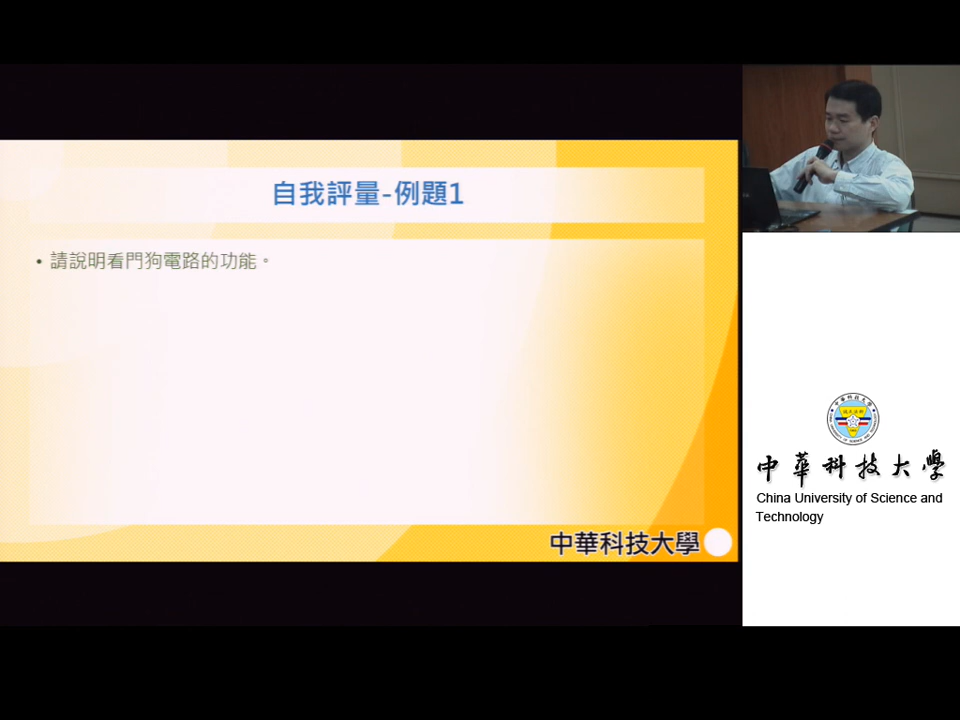 自我評量-例題1
• 請說明看門狗電路的功能。
中華科技大學
中華科技大學
China University of Science and
Technology